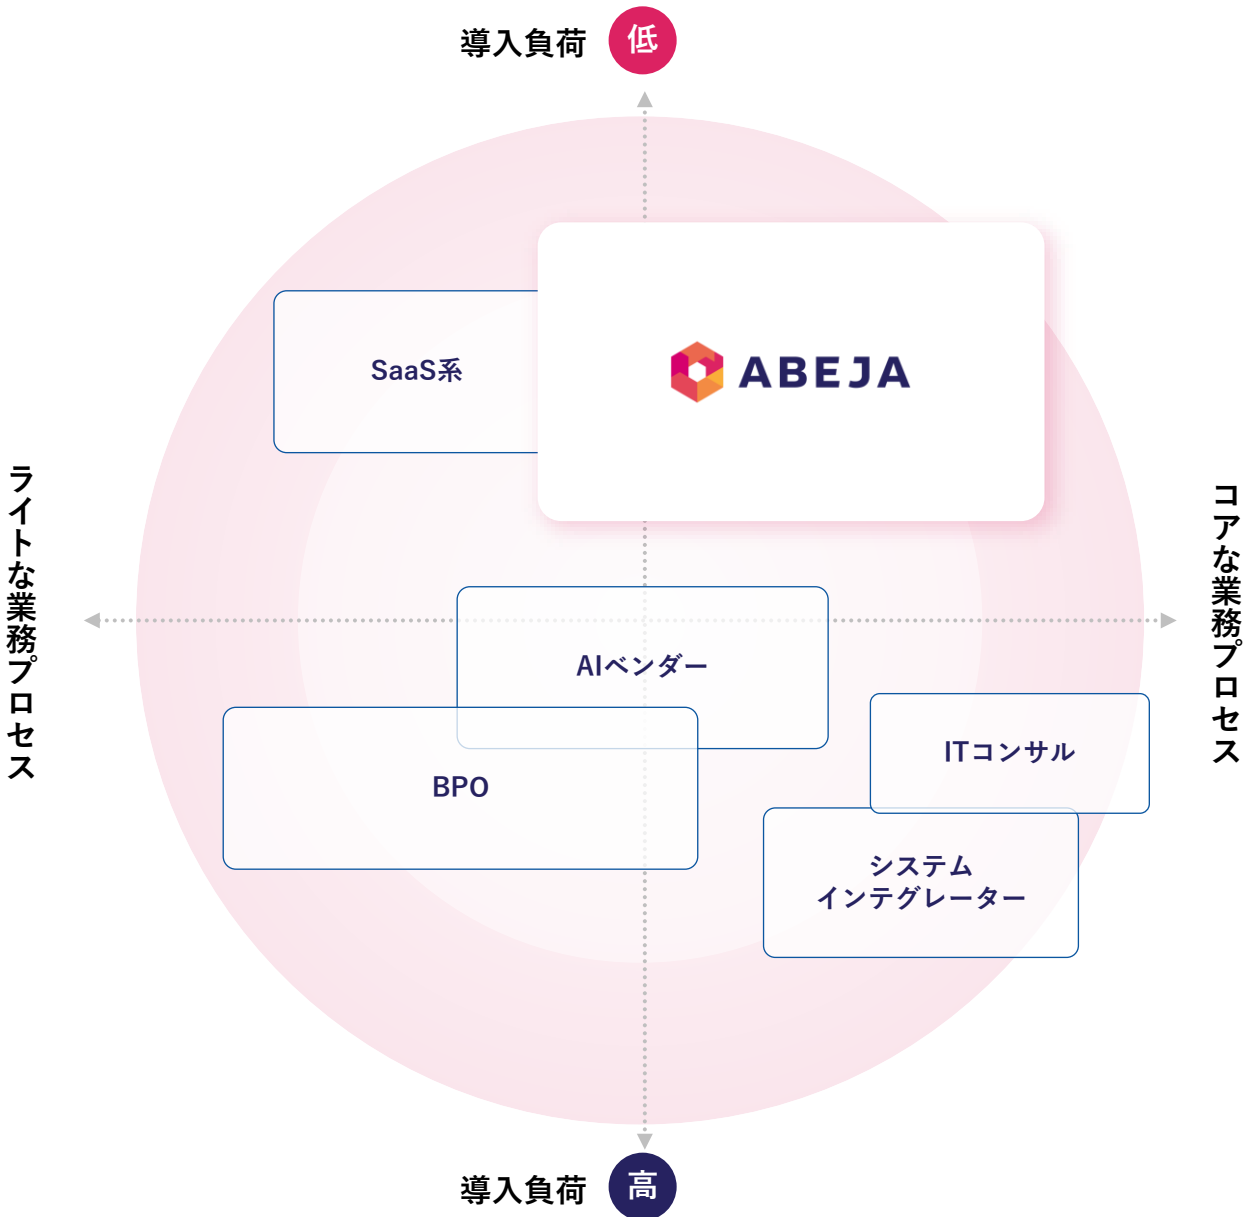 導入負荷 低
SaaS系
ABEJA
ライトな業務プロセス
コアな業務プロセス
AIベンダー
BPO
ITコンサル
システム
インテグレーター
導入負荷 高